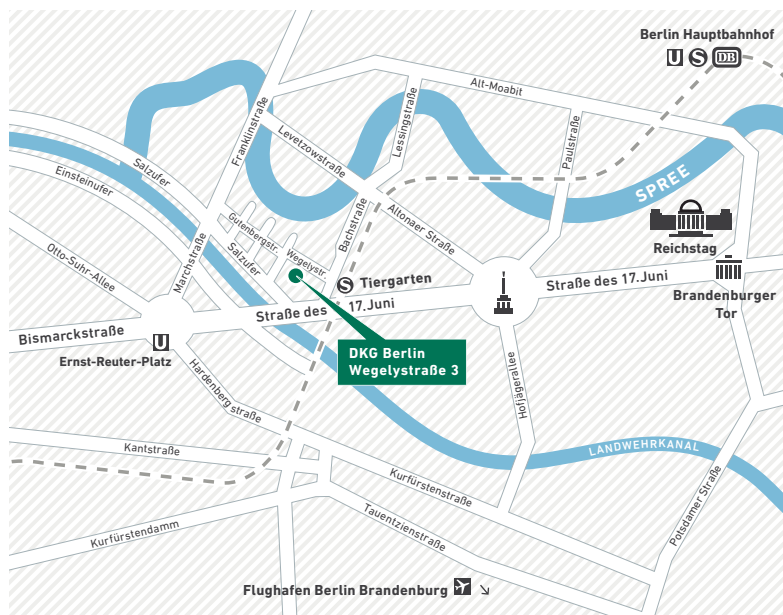 Berlin Hauptbahnhof
U S DB
Alt-Moabit
Franklinstraße
Levetzowstraße
Lessingstraße
Paulstraße
Salzufer
Einsteinufer
SPREE
Reichstag
Gutenbergstr.
Wegelystr.
Bachstraße
Altonaer Straße
Otto-Suhr-Allee
Marchstraße
Salzufer
S Tiergarten
Straße des 17.Juni
Straße des 17.Juni
Brandenburger
Tor
Bismarckstraße
U
Ernst-Reuter-Platz
DKG Berlin
Wegelystraße 3
Hardenberg straße
Hofjägerallee
LANDWEHRKANAL
Kantstraße
Kurfürstenstraße
Potsdamer Straße
Tauentzienstraße
Kurfürstendamm
Flughafen Berlin Brandenburg